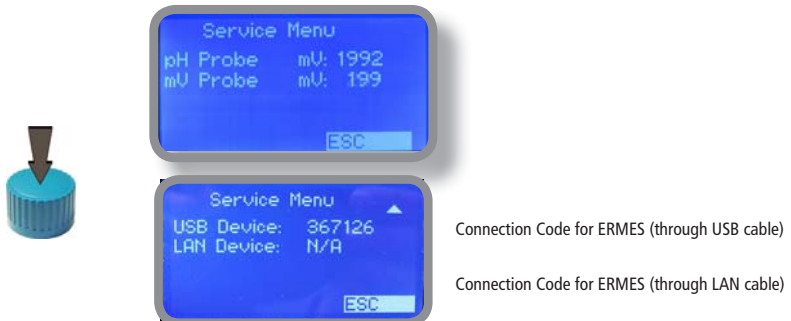 Service Menu
pH Probe mV: 1992
mV Probe mV: 199
ESC
Service Menu
USB Device: 367126
LAN Device: N/A
ESC
Connection Code for ERMES (through USB cable)
Connection Code for ERMES (through LAN cable)